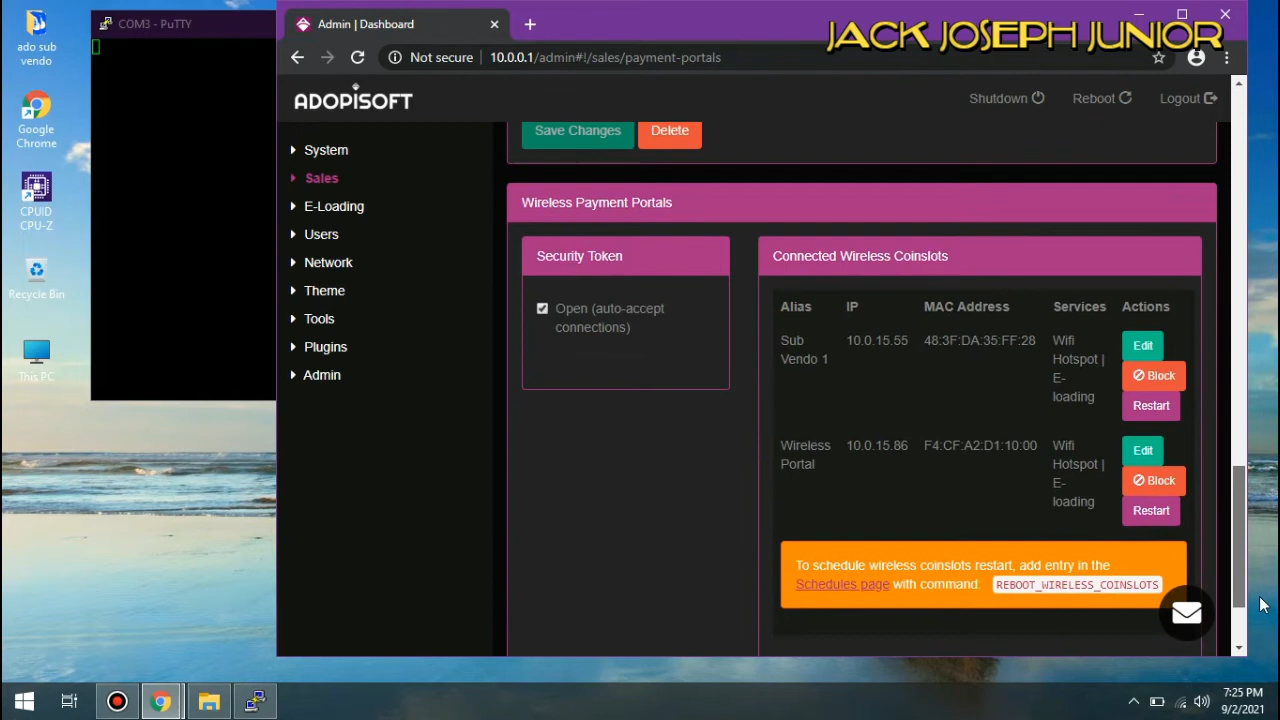 ado sub
vendo
Google
Chrome
CPUID
CPU-Z
Recycle Bin
This PC
COM3 - PuTTY
Admin | Dashboard
JACK JOSEPH JUNIOR
Not secure
10.0.0.1/admin#!/sales/payment-portals
ADOPISOFT
Shutdown
Reboot
Logout
System
Sales
E-Loading
Users
Network
Theme
Tools
Plugins
Admin
Save Changes
Delete
Wireless Payment Portals
Security Token
Open (auto-accept
connections)
Connected Wireless Coinslots
Alias IP MAC Address Services Actions
Sub
Vendo 1
10.0.15.55
48:3F:DA:35:FF:28
Wifi
Hotspot |
E-
loading
Edit
Block
Restart
Wireless
Portal
10.0.15.86
F4:CF:A2:D1:10:00
Wifi
Hotspot |
E-
loading
Edit
Block
Restart
To schedule wireless coinslots restart, add entry in the
Schedules page with command: REBOOT_WIRELESS_COINSLOTS
7:25 PM
9/2/2021